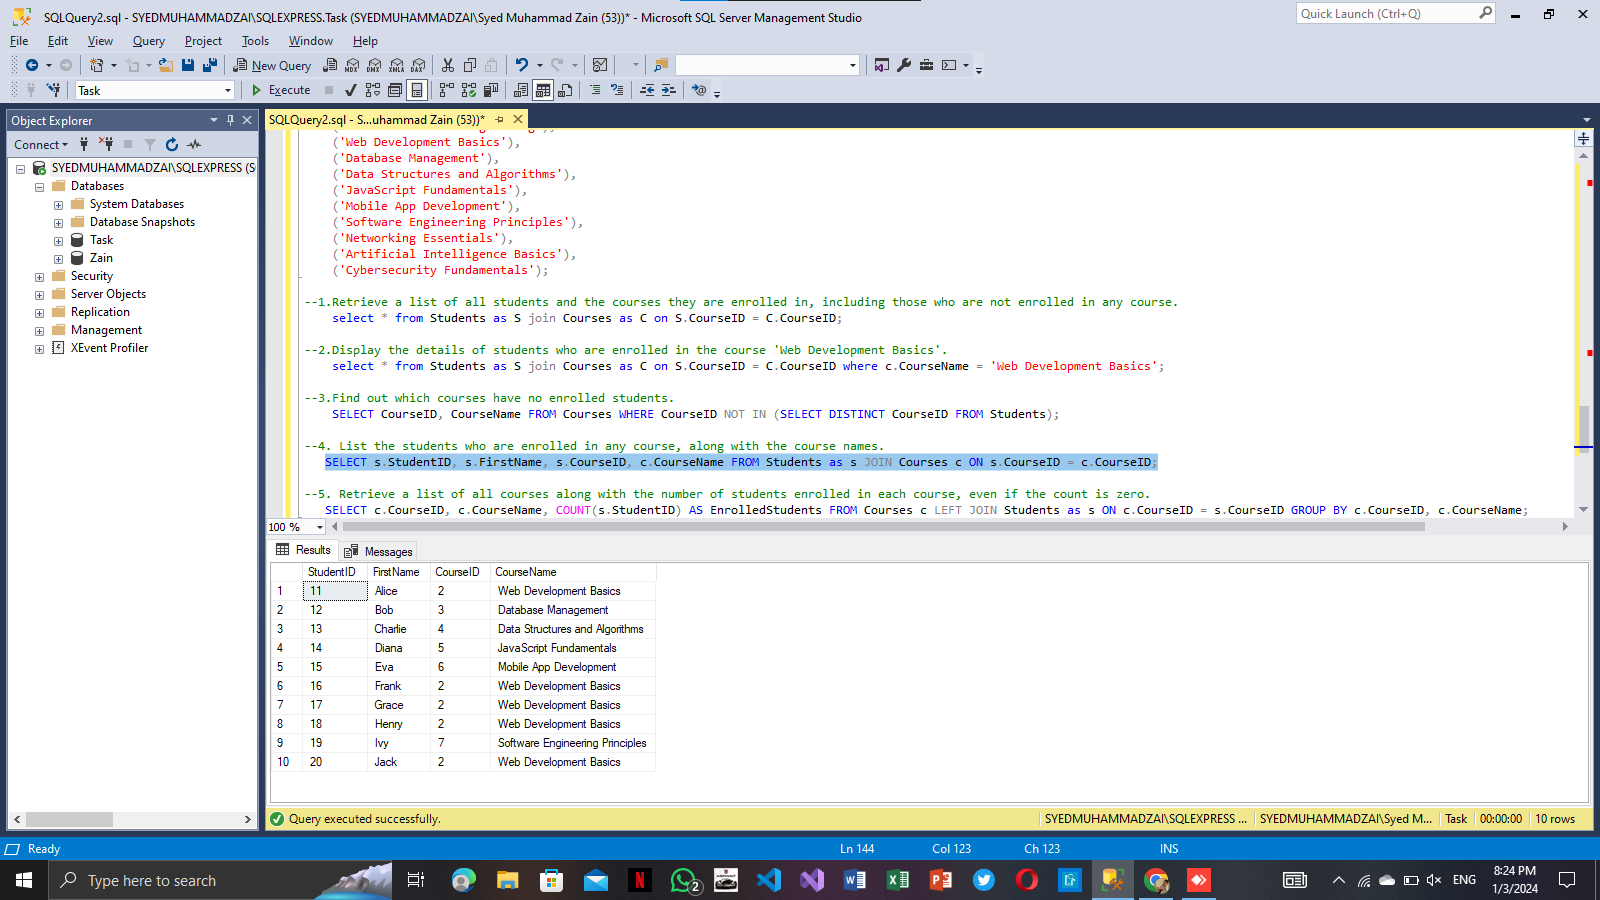 SQLQuery2.sql - SYEDMUHAMMADZAI\SQLEXPRESS.Task (SYEDMUHAMMADZAI\Syed Muhammad Zain (53))* - Microsoft SQL Server Management Studio
Quick Launch (Ctrl+Q)
File Edit View Query Project Tools Window Help
New Query
MDX DMX XMLA DAX
Task
Execute
Object Explorer
Connect
SYEDMUHAMMADZAI\SQLEXPRESS (S
Databases
System Databases
Database Snapshots
Task
Zain
Security
Server Objects
Replication
Management
XEvent Profiler
SQLQuery2.sql - S...uhammad Zain (53))*
('Web Development Basics'),
('Database Management'),
('Data Structures and Algorithms'),
('JavaScript Fundamentals'),
('Mobile App Development'),
('Software Engineering Principles'),
('Networking Essentials'),
('Artificial Intelligence Basics'),
('Cybersecurity Fundamentals');
--1.Retrieve a list of all students and the courses they are enrolled in, including those who are not enrolled in any course.
select * from Students as S join Courses as C on S.CourseID = C.CourseID;
--2.Display the details of students who are enrolled in the course 'Web Development Basics'.
select * from Students as S join Courses as C on S.CourseID = C.CourseID where c.CourseName = 'Web Development Basics';
--3.Find out which courses have no enrolled students.
SELECT CourseID, CourseName FROM Courses WHERE CourseID NOT IN (SELECT DISTINCT CourseID FROM Students);
--4. List the students who are enrolled in any course, along with the course names.
SELECT s.StudentID, s.FirstName, s.CourseID, c.CourseName FROM Students as s JOIN Courses c ON s.CourseID = c.CourseID;
--5. Retrieve a list of all courses along with the number of students enrolled in each course, even if the count is zero.
SELECT c.CourseID, c.CourseName, COUNT(s.StudentID) AS EnrolledStudents FROM Courses c LEFT JOIN Students as s ON c.CourseID = s.CourseID GROUP BY c.CourseID, c.CourseName;
100 %
Results Messages
StudentID FirstName CourseID CourseName
1 11 Alice 2 Web Development Basics
2 12 Bob 3 Database Management
3 13 Charlie 4 Data Structures and Algorithms
4 14 Diana 5 JavaScript Fundamentals
5 15 Eva 6 Mobile App Development
6 16 Frank 2 Web Development Basics
7 17 Grace 2 Web Development Basics
8 18 Henry 2 Web Development Basics
9 19 Ivy 7 Software Engineering Principles
10 20 Jack 2 Web Development Basics
Query executed successfully.
SYEDMUHAMMADZAI\SQLEXPRESS ... SYEDMUHAMMADZAI\Syed M... Task 00:00:00 10 rows
Ready
Ln 144 Col 123 Ch 123 INS
Type here to search
2
ENG
8:24 PM
1/3/2024